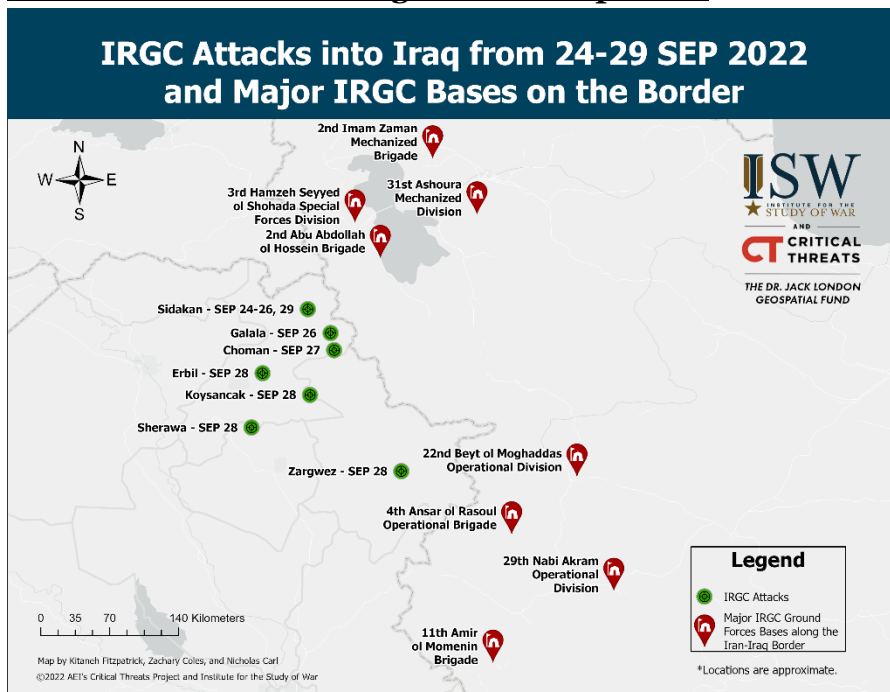 IRGC Attacks into Iraq from 24-29 SEP 2022
and Major IRGC Bases on the Border
N
W
E
S
2nd Imam Zaman
Mechanized
Brigade
31st Ashoura
Mechanized
Division
3rd Hamzeh Seyyed
ol Shohada Special
Forces Division
2nd Abu Abdollah
ol Hossein Brigade
ISW
INSTITUTE FOR THE
STUDY OF WAR
AND
CT CRITICAL
THREATS
THE DR. JACK LONDON
GEOSPATIAL FUND
Sidakan - SEP 24-26, 29
Galala - SEP 26
Choman - SEP 27
Erbil - SEP 28
Koysancak - SEP 28
Sherawa - SEP 28
Zargwez - SEP 28
22nd Beyt ol Moghaddas
Operational Division
4th Ansar ol Rasoul
Operational Brigade
29th Nabi Akram
Operational
Division
11th Amir
ol Momenin
Brigade
Legend
IRGC Attacks
Major IRGC Ground
Forces Bases along the
Iran-Iraq Border
*Locations are approximate.
0 35 70 140 Kilometers
Map by Kitaneh Fitzpatrick, Zachary Coles, and Nicholas Carl
©2022 AEI's Critical Threats Project and Institute for the Study of War